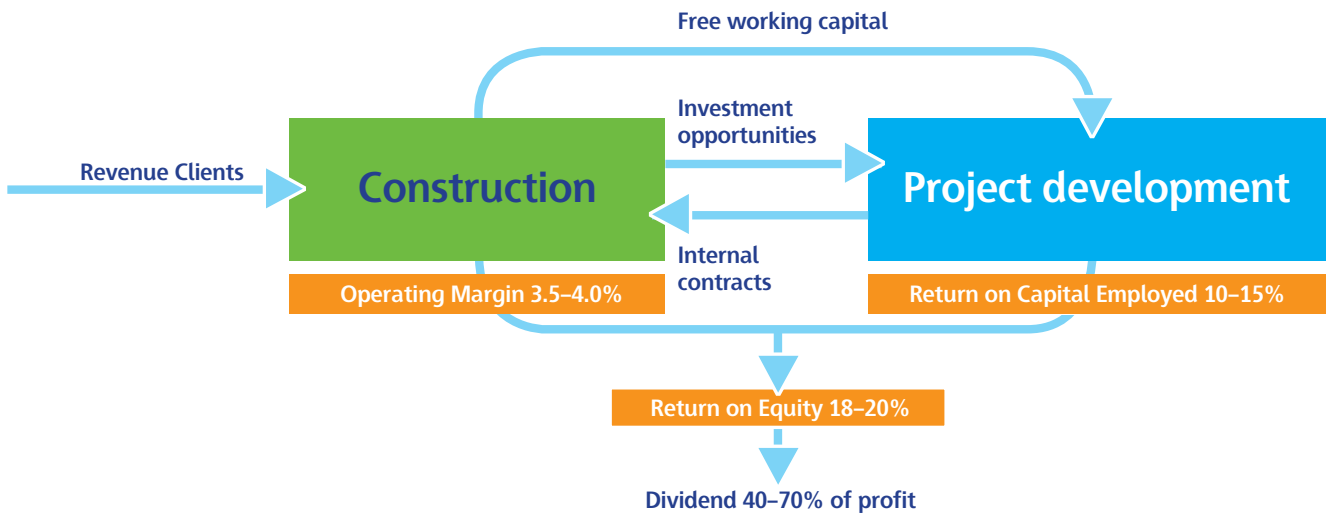 Free working capital
Investment
opportunities
Revenue Clients
Construction
Project development
Internal
contracts
Operating Margin 3.5–4.0%
Return on Capital Employed 10–15%
Return on Equity 18–20%
Dividend 40–70% of profit